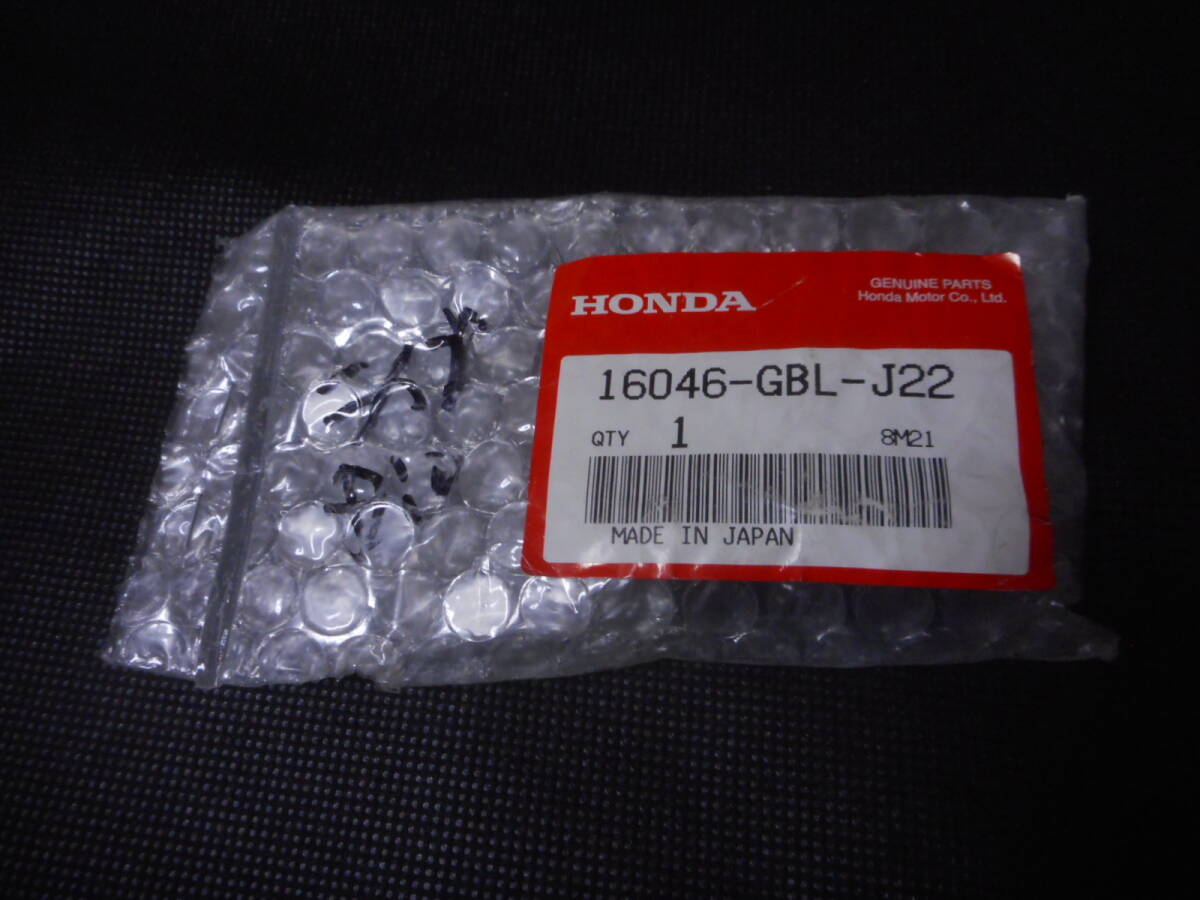 HONDA
GENUINE PARTS
Honda Motor Co., Ltd.
16046-GBL-J22
QTY 1 8M21
MADE IN JAPAN